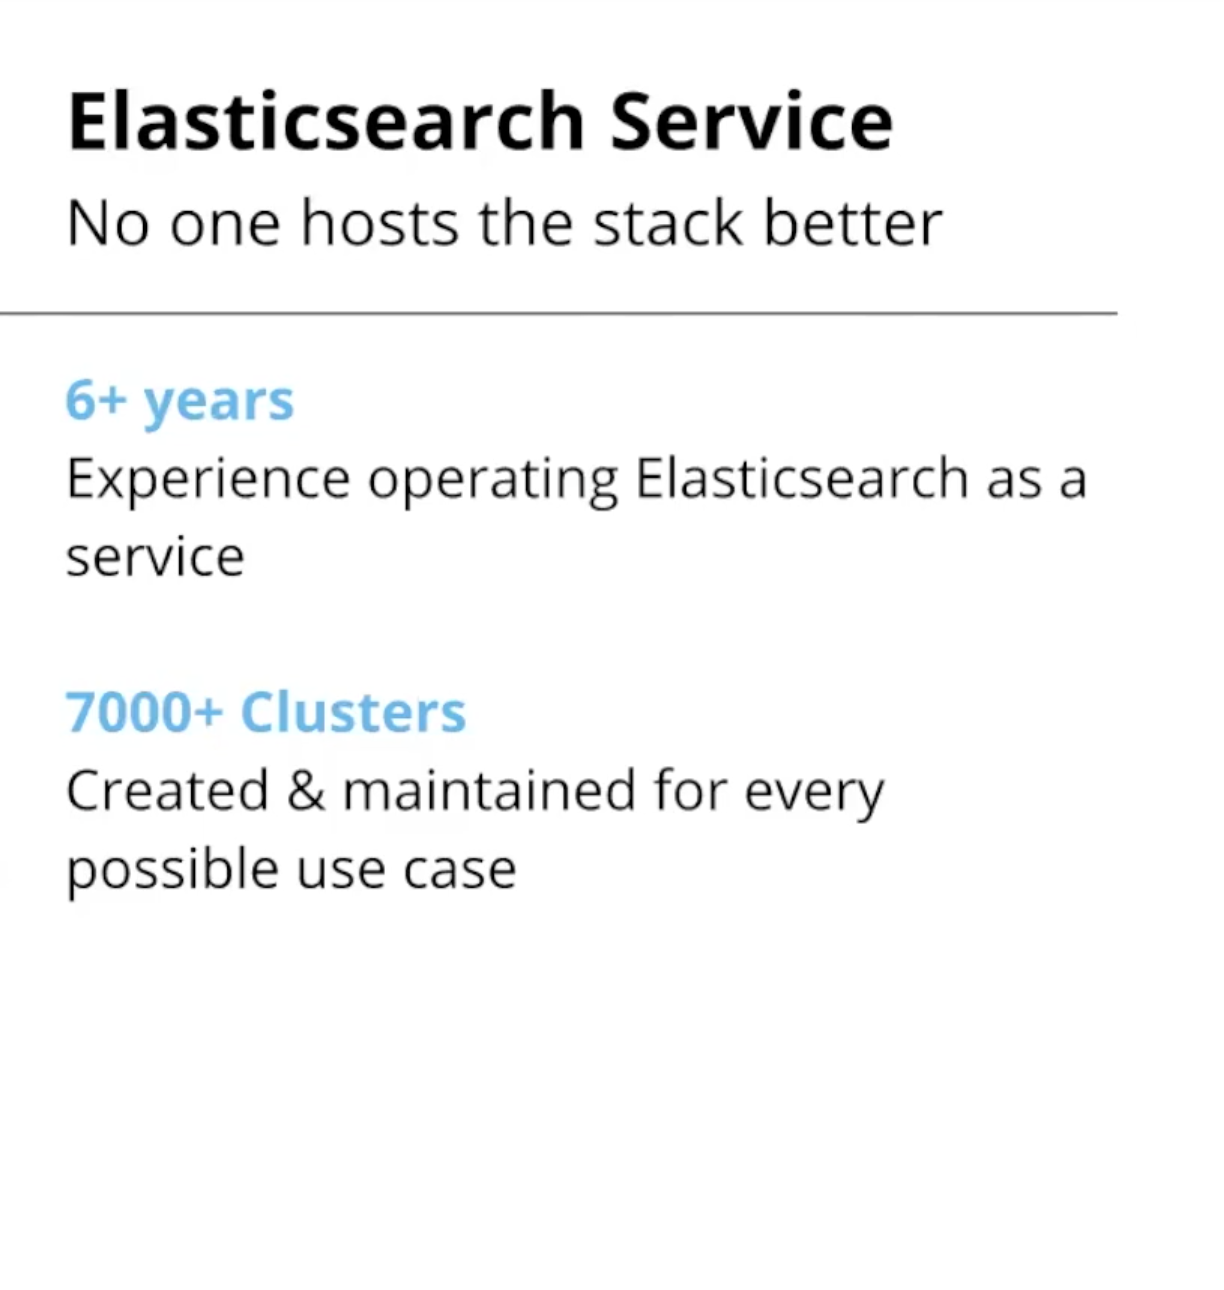 Elasticsearch Service
No one hosts the stack better
6+ years
Experience operating Elasticsearch as a
service
7000+ Clusters
Created & maintained for every
possible use case